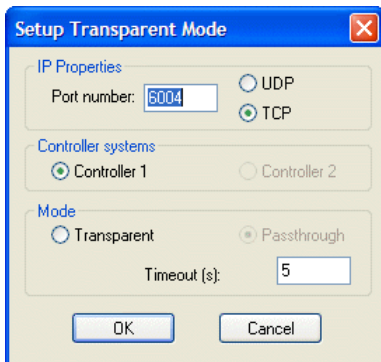 Setup Transparent Mode
IP Properties
Port number: 6004
UDP
TCP
Controller systems
Controller 1 Controller 2
Mode
Transparent Passthrough
Timeout (s): 5
OK Cancel